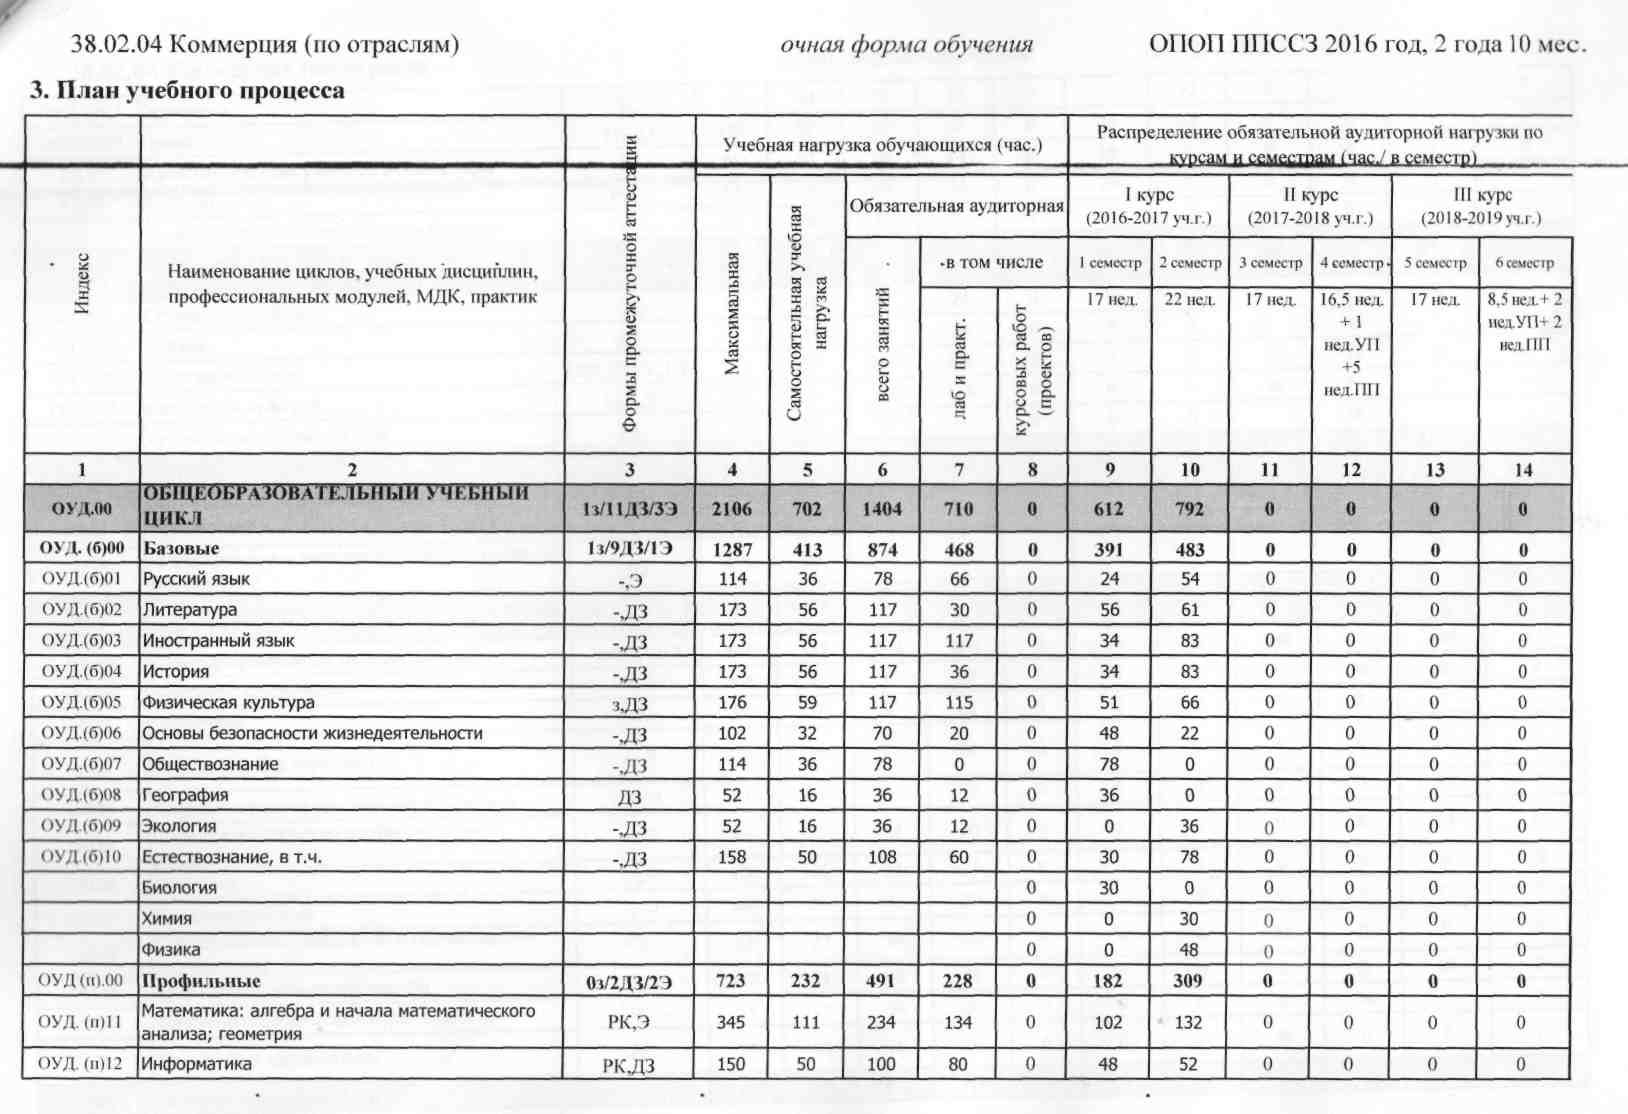 38.02.04 Коммерция (по отраслям) очная форма обучения ОПОП ППССЗ 2016 год, 2 года 10 мес.
3. План учебного процесса
Индекс
Наименование циклов, учебных дисциплин,
профессиональных модулей, МДК, практик
Формы промежуточной аттестации
Учебная нагрузка обучающихся (час.)
Распределение обязательной аудиторной нагрузки по
курсам и семестрам (час./ в семестр)
Максимальная
Самостоятельная учебная
нагрузка
Обязательная аудиторная
всего занятий
в том числе
лаб и практ.
курсовых работ
(проектов)
I курс
(2016-2017 уч.г.)
II курс
(2017-2018 уч.г.)
III курс
(2018-2019 уч.г.)
1 семестр 2 семестр 3 семестр 4 семестр 5 семестр 6 семестр
17 нед. 22 нед. 17 нед.
16,5 нед.
+ 1
нед.УП
+5
нед.ПП
17 нед.
8,5 нед.+ 2
нед.УП+ 2
нед.ПП
1 2 3 4 5 6 7 8 9 10 11 12 13 14
ОУД.00 ОБЩЕОБРАЗОВАТЕЛЬНЫЙ УЧЕБНЫЙ
ЦИКЛ 1з/11ДЗ/3Э 2106 702 1404 710 0 612 792 0 0 0 0
ОУД. (б)00 Базовые 1з/9ДЗ/1Э 1287 413 874 468 0 391 483 0 0 0 0
ОУД.(б)01 Русский язык -,Э 114 36 78 66 0 24 54 0 0 0 0
ОУД.(б)02 Литература -,ДЗ 173 56 117 30 0 56 61 0 0 0 0
ОУД.(б)03 Иностранный язык -,ДЗ 173 56 117 117 0 34 83 0 0 0 0
ОУД.(б)04 История -,ДЗ 173 56 117 36 0 34 83 0 0 0 0
ОУД.(б)05 Физическая культура з,ДЗ 176 59 117 115 0 51 66 0 0 0 0
ОУД.(б)06 Основы безопасности жизнедеятельности -,ДЗ 102 32 70 20 0 48 22 0 0 0 0
ОУД.(б)07 Обществознание -,ДЗ 114 36 78 0 0 78 0 0 0 0 0
ОУД.(б)08 География ДЗ 52 16 36 12 0 36 0 0 0 0 0
ОУД.(б)09 Экология -,ДЗ 52 16 36 12 0 0 36 0 0 0 0
ОУД.(б)10 Естествознание, в т.ч. -,ДЗ 158 50 108 60 0 30 78 0 0 0 0
Биология 0 30 0 0 0 0 0
Химия 0 0 30 0 0 0 0
Физика 0 0 48 0 0 0 0
ОУД (п).00 Профильные 0з/2ДЗ/2Э 723 232 491 228 0 182 309 0 0 0 0
ОУД. (п)11 Математика: алгебра и начала математического
анализа; геометрия РК,Э 345 111 234 134 0 102 132 0 0 0 0
ОУД. (п)12 Информатика РК,ДЗ 150 50 100 80 0 48 52 0 0 0 0